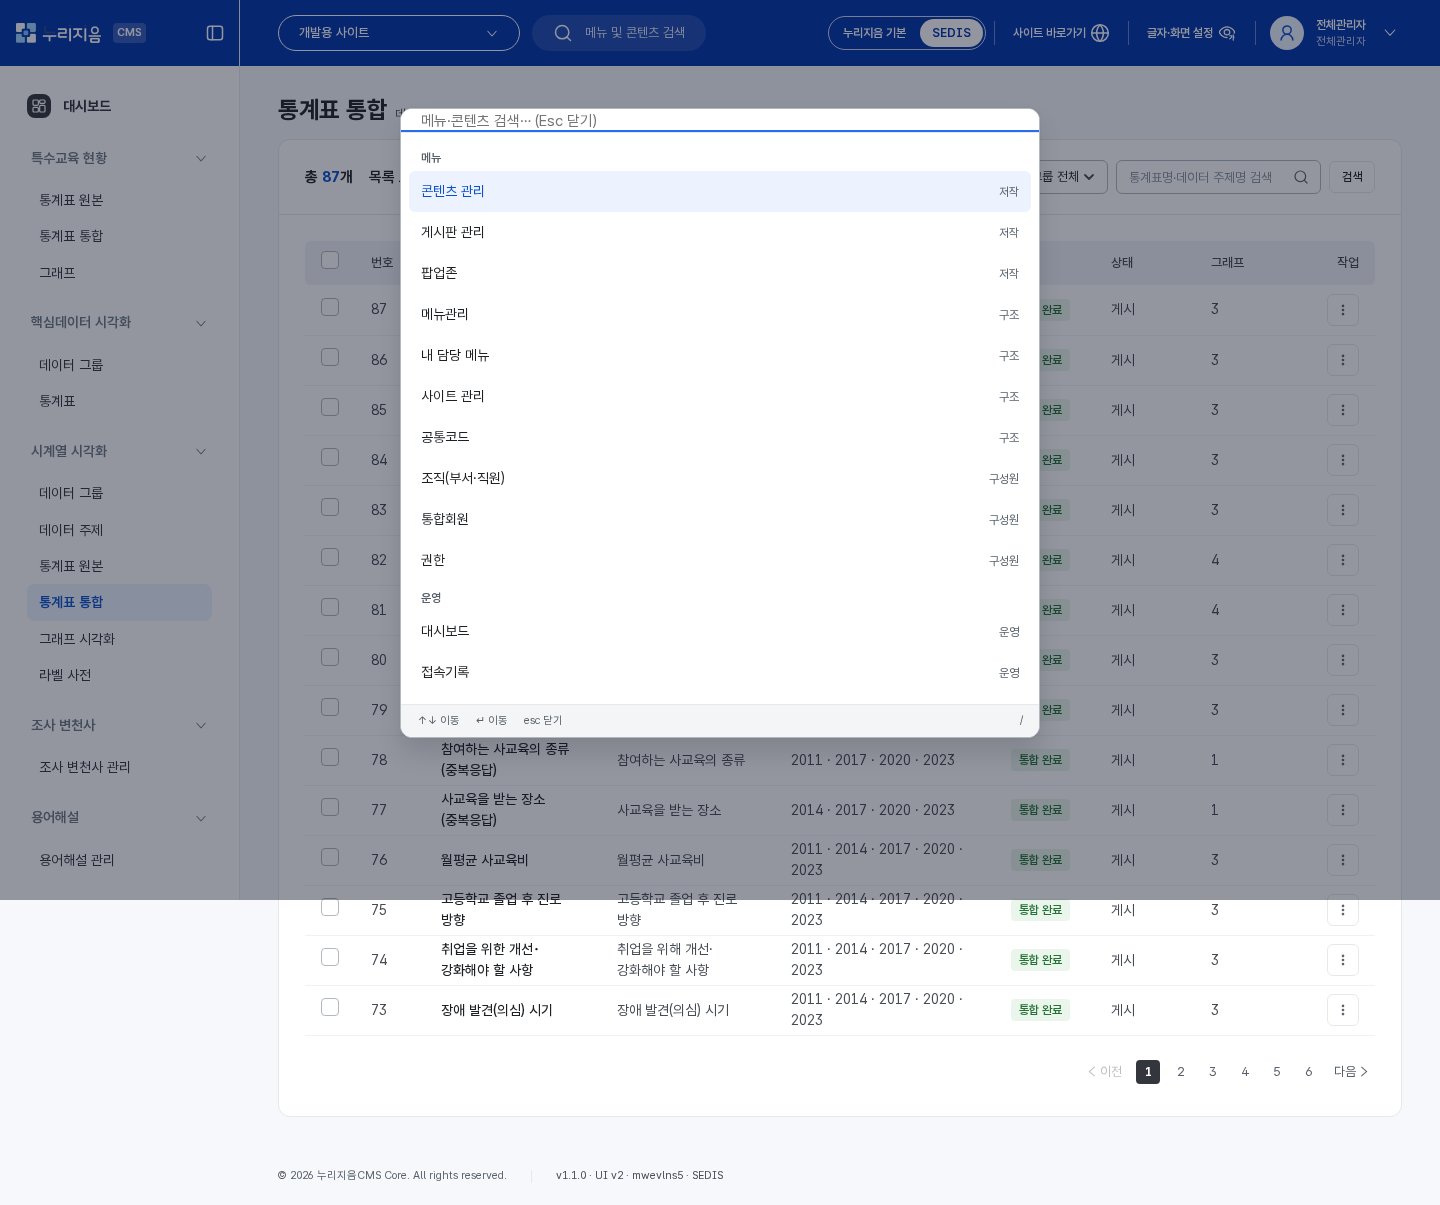 누리지음 CMS
개발용 사이트
메뉴 및 콘텐츠 검색
누리지음 기본 SEDIS
사이트 바로가기
글자·화면 설정
전체관리자
전체관리자
대시보드
특수교육 현황
통계표 원본
통계표 통합
그래프
핵심데이터 시각화
데이터 그룹
통계표
시계열 시각화
데이터 그룹
데이터 주제
통계표 원본
통계표 통합
그래프 시각화
라벨 사전
조사 변천사
조사 변천사 관리
용어해설
용어해설 관리
통계표 통합
총 87개 목록
전체
통계표명·데이터 주제명 검색
검색
메뉴·콘텐츠 검색… (Esc 닫기)
메뉴
콘텐츠 관리 저작
게시판 관리 저작
팝업존 저작
메뉴관리 구조
내 담당 메뉴 구조
사이트 관리 구조
공통코드 구조
조직(부서·직원) 구성원
통합회원 구성원
권한 구성원
운영
대시보드 운영
접속기록 운영
↑↓ 이동 ↵ 이동 esc 닫기 /
번호 상태 그래프 작업
87 완료 게시 3
86 완료 게시 3
85 완료 게시 3
84 완료 게시 3
83 완료 게시 3
82 완료 게시 4
81 완료 게시 4
80 완료 게시 3
79 완료 게시 3
78 참여하는 사교육의 종류 (중복응답) 참여하는 사교육의 종류 2011 · 2017 · 2020 · 2023 통합 완료 게시 1
77 사교육을 받는 장소 (중복응답) 사교육을 받는 장소 2014 · 2017 · 2020 · 2023 통합 완료 게시 1
76 월평균 사교육비 월평균 사교육비 2011 · 2014 · 2017 · 2020 · 2023 통합 완료 게시 3
75 고등학교 졸업 후 진로 방향 고등학교 졸업 후 진로 방향 2011 · 2014 · 2017 · 2020 · 2023 통합 완료 게시 3
74 취업을 위한 개선·강화해야 할 사항 취업을 위해 개선·강화해야 할 사항 2011 · 2014 · 2017 · 2020 · 2023 통합 완료 게시 3
73 장애 발견(의심) 시기 장애 발견(의심) 시기 2011 · 2014 · 2017 · 2020 · 2023 통합 완료 게시 3
이전 1 2 3 4 5 6 다음
© 2026 누리지음CMS Core. All rights reserved.
v1.1.0 · UI v2 · mwevlns5 · SEDIS